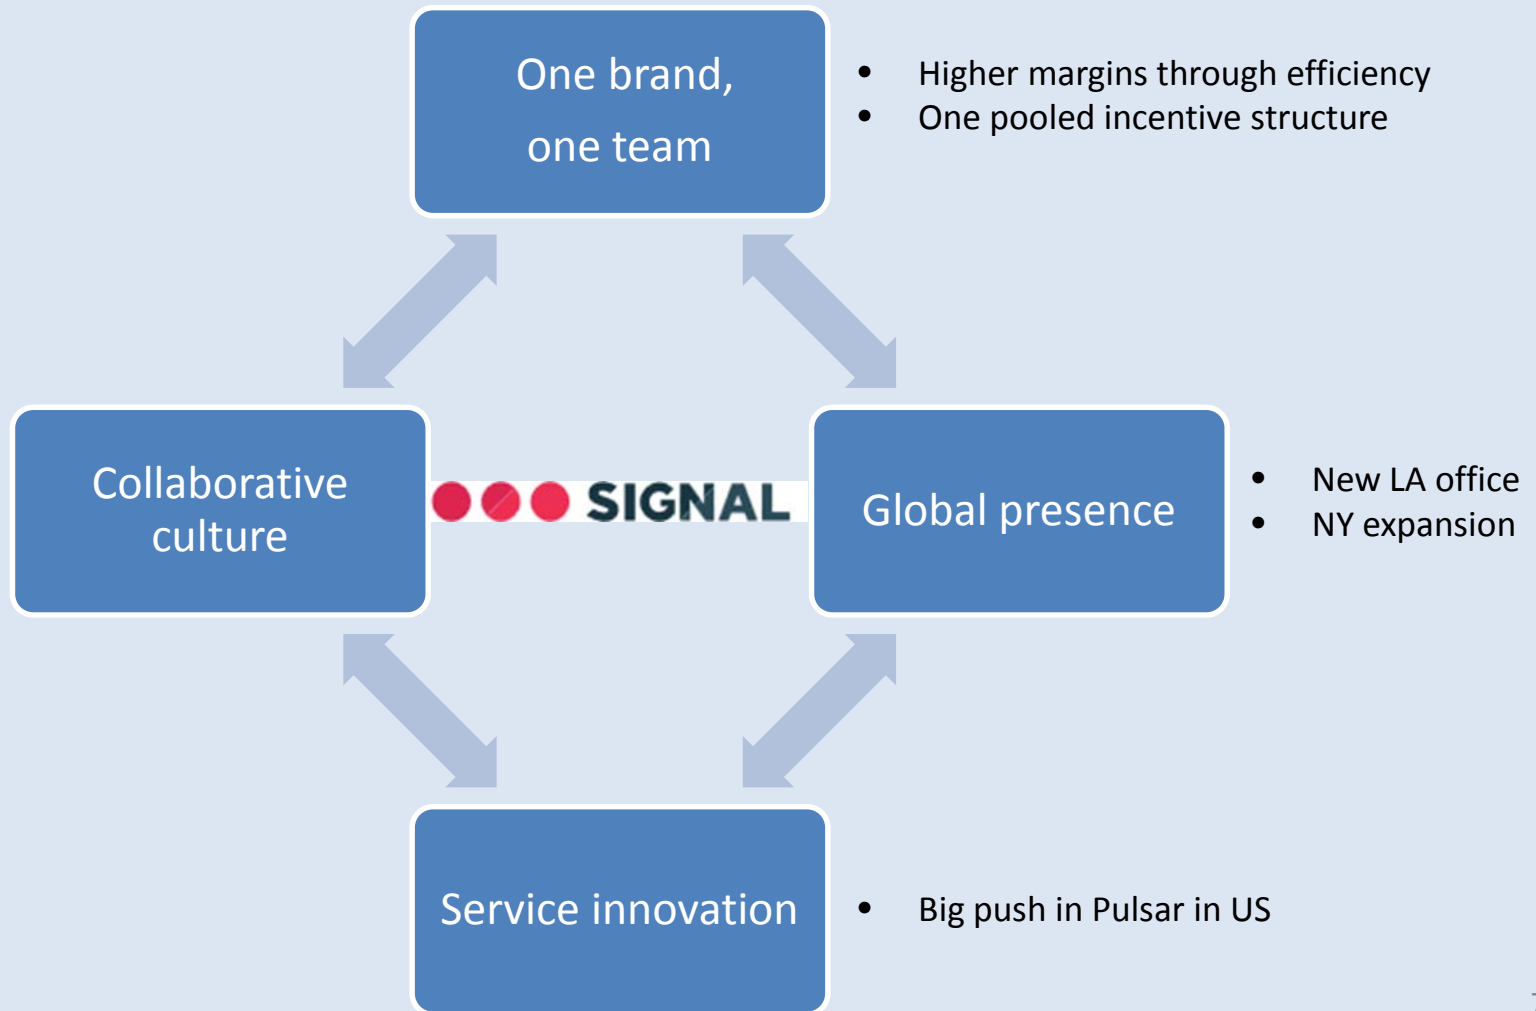 One brand,
one team
• Higher margins through efficiency
• One pooled incentive structure
Collaborative
culture
SIGNAL
Global presence
• New LA office
• NY expansion
Service innovation
• Big push in Pulsar in US